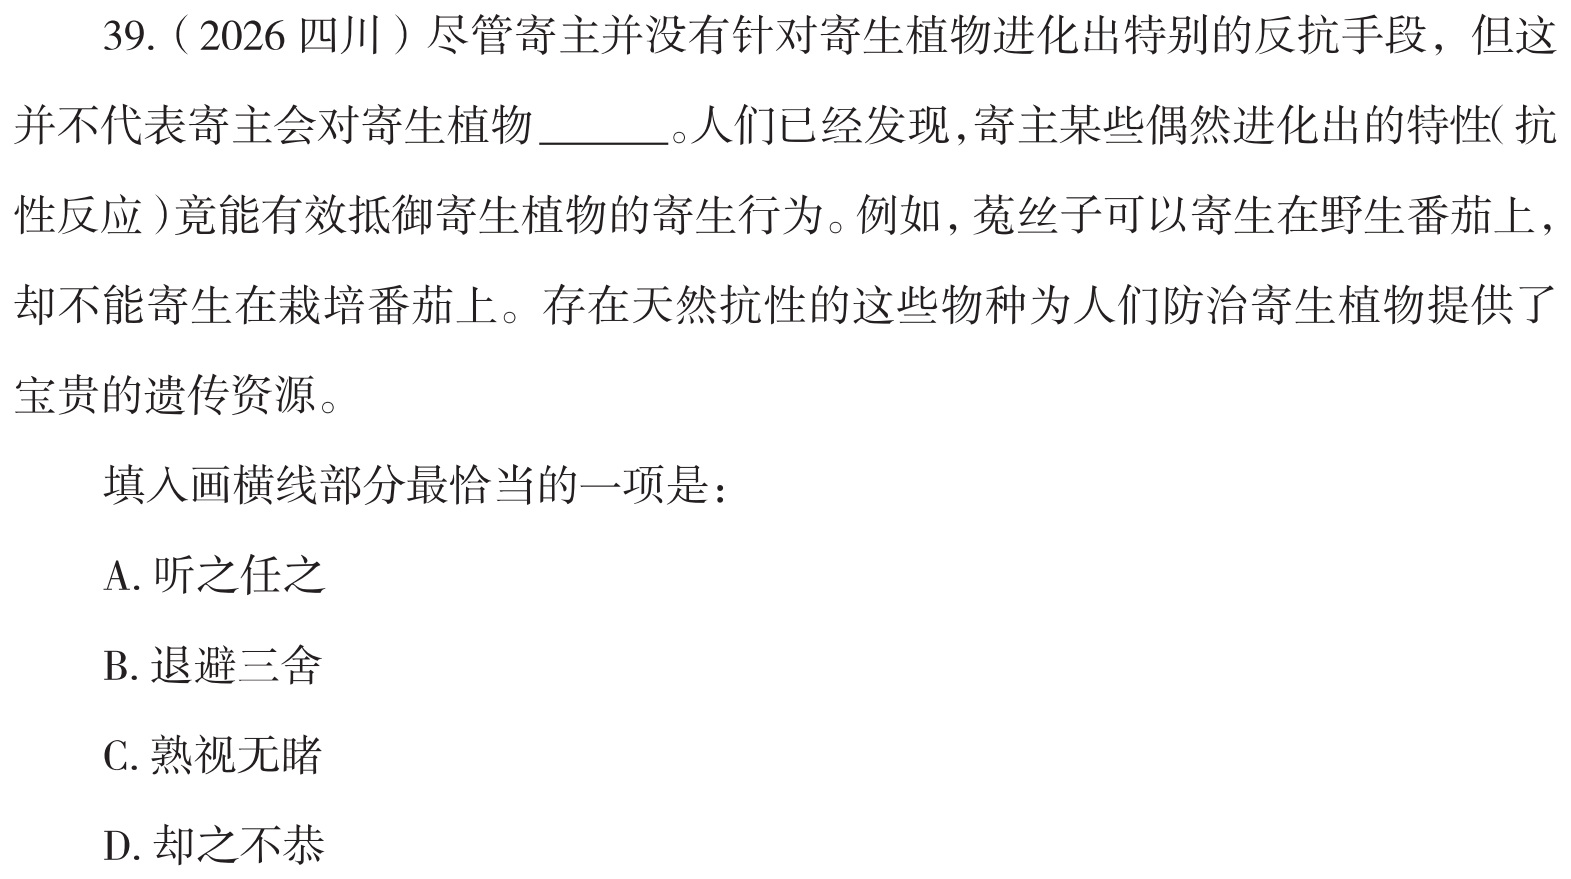 39.（2026 四川）尽管寄主并没有针对寄生植物进化出特别的反抗手段，但这
并不代表寄主会对寄生植物______。人们已经发现，寄主某些偶然进化出的特性（抗
性反应）竟能有效抵御寄生植物的寄生行为。例如，菟丝子可以寄生在野生番茄上，
却不能寄生在栽培番茄上。存在天然抗性的这些物种为人们防治寄生植物提供了
宝贵的遗传资源。
填入画横线部分最恰当的一项是：
A. 听之任之
B. 退避三舍
C. 熟视无睹
D. 却之不恭